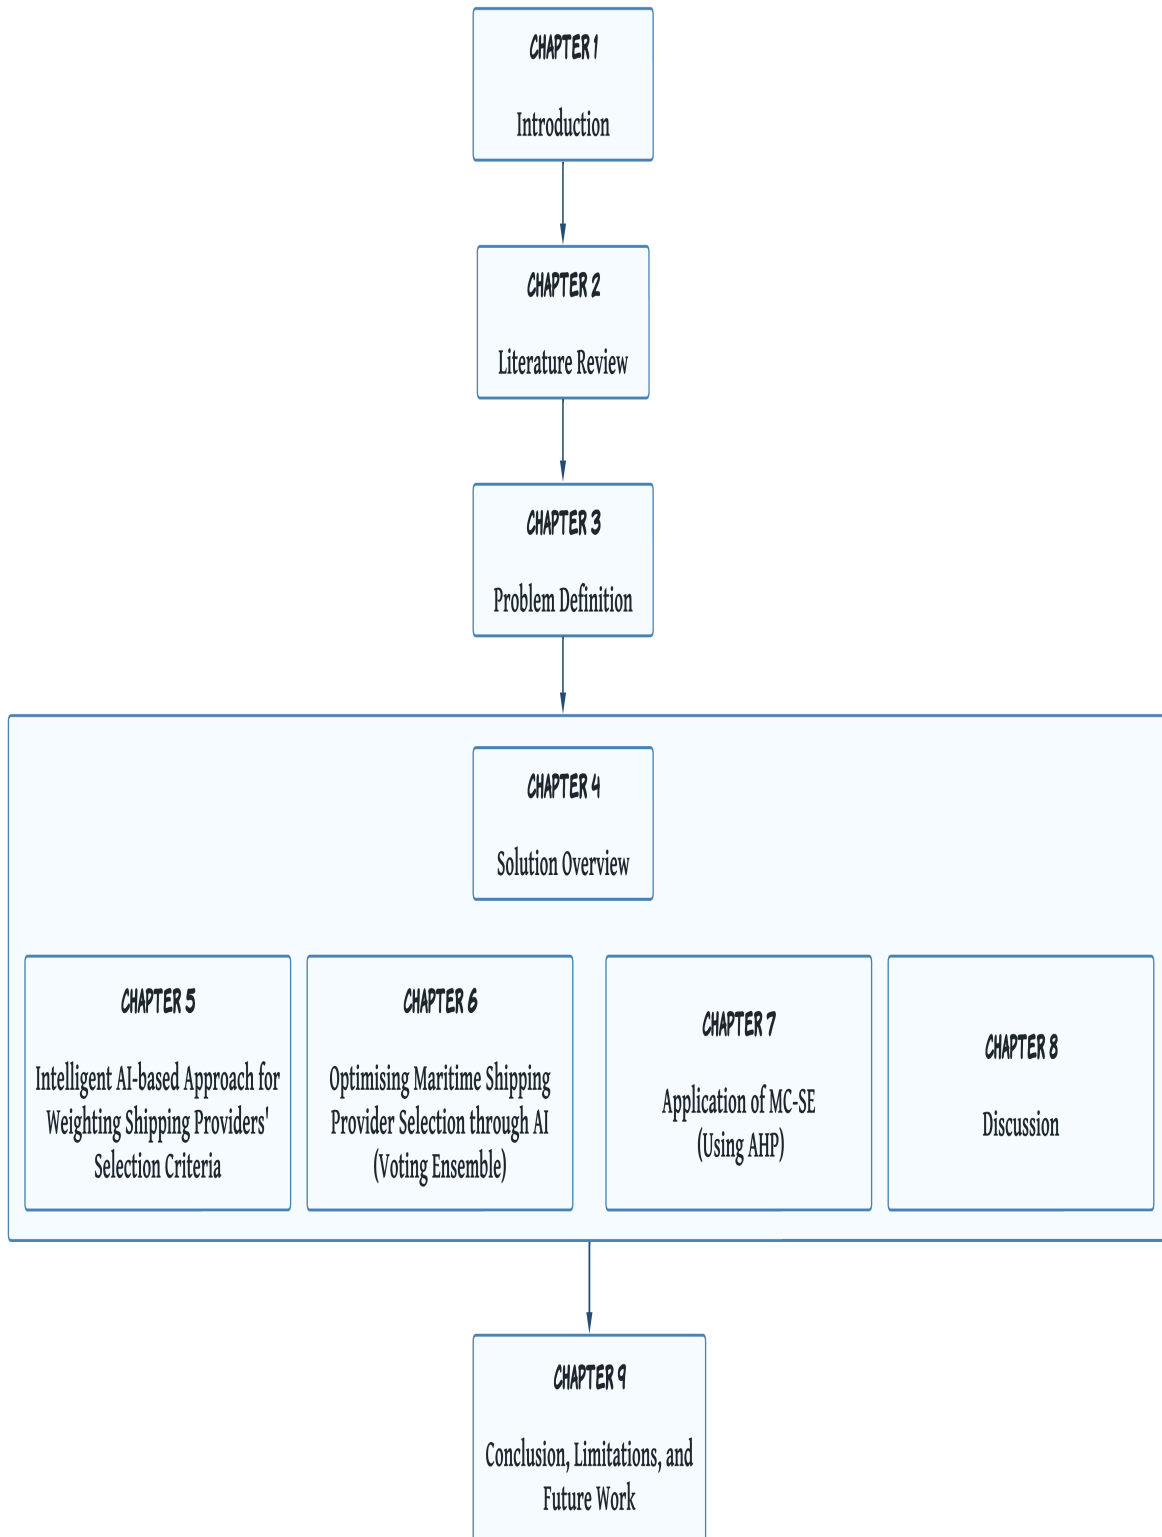 CHAPTER 1
Introduction
CHAPTER 2
Literature Review
CHAPTER 3
Problem Definition
CHAPTER 4
Solution Overview
CHAPTER 5
Intelligent AI-based Approach for
Weighting Shipping Providers'
Selection Criteria
CHAPTER 6
Optimising Maritime Shipping
Provider Selection through AI
(Voting Ensemble)
CHAPTER 7
Application of MC-SE
(Using AHP)
CHAPTER 8
Discussion
CHAPTER 9
Conclusion, Limitations, and
Future Work